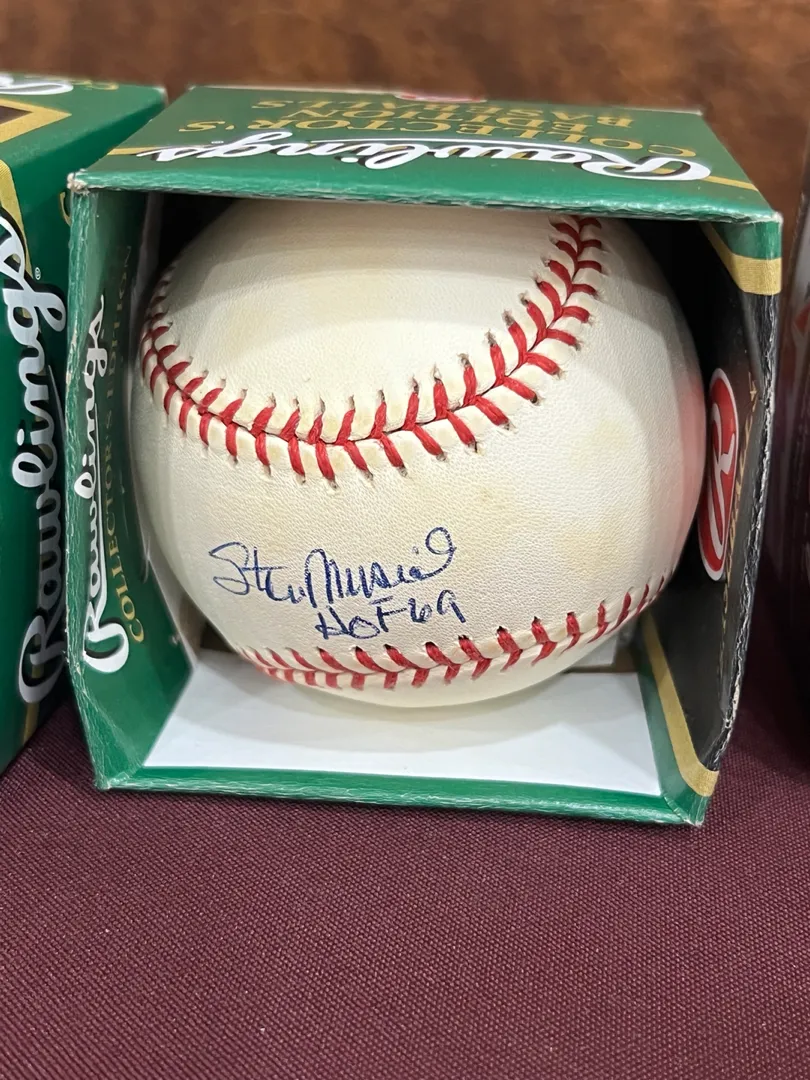 COLLECTOR'S
EDITION
BASEBALLS
Rawlings
Rawlings
Rawlings
COLLECTOR'S EDITION
R
Stan Musial
HOF 69